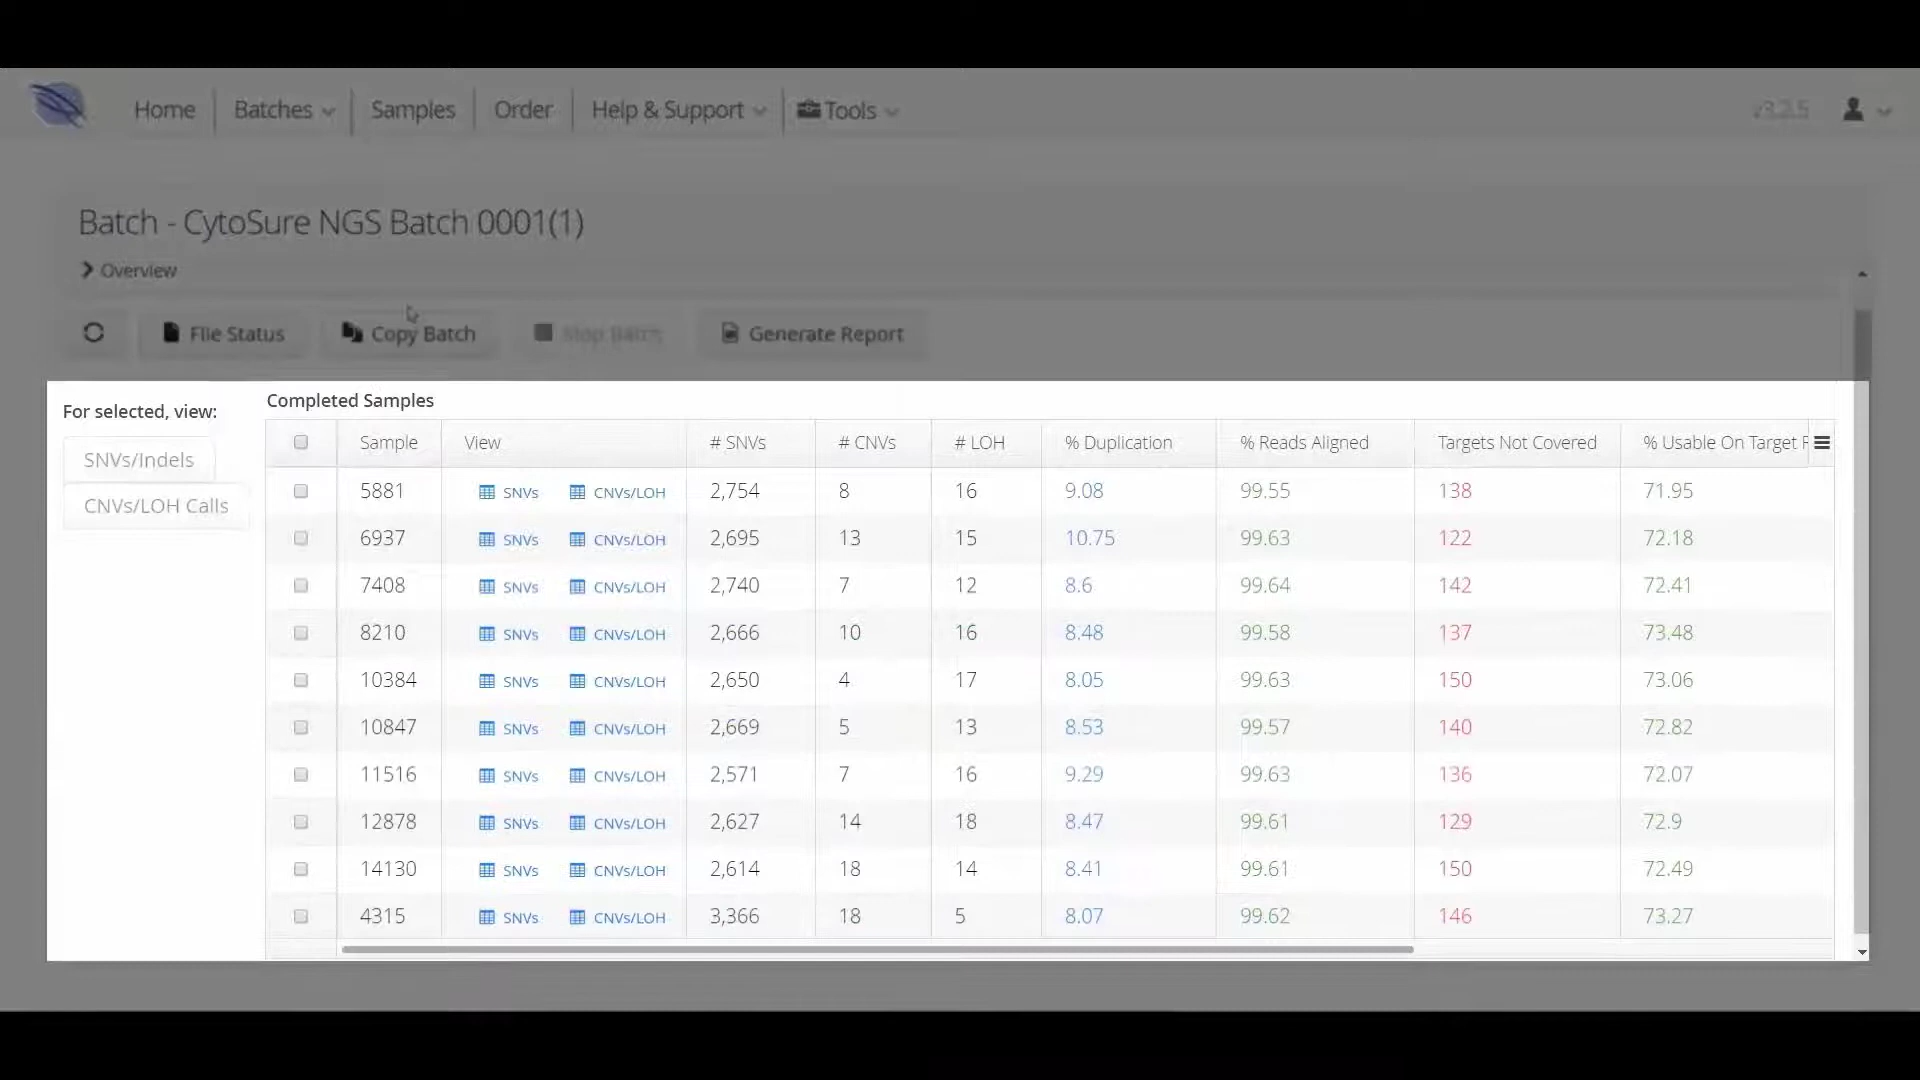 Home Batches Samples Order Help & Support Tools v3.2.5
Batch - CytoSure NGS Batch 0001(1)
Overview
File Status Copy Batch Stop Batch Generate Report
For selected, view:
SNVs/Indels
CNVs/LOH Calls
Completed Samples
Sample View # SNVs # CNVs # LOH % Duplication % Reads Aligned Targets Not Covered % Usable On Target
5881 SNVs CNVs/LOH 2,754 8 16 9.08 99.55 138 71.95
6937 SNVs CNVs/LOH 2,695 13 15 10.75 99.63 122 72.18
7408 SNVs CNVs/LOH 2,740 7 12 8.6 99.64 142 72.41
8210 SNVs CNVs/LOH 2,666 10 16 8.48 99.58 137 73.48
10384 SNVs CNVs/LOH 2,650 4 17 8.05 99.63 150 73.06
10847 SNVs CNVs/LOH 2,669 5 13 8.53 99.57 140 72.82
11516 SNVs CNVs/LOH 2,571 7 16 9.29 99.63 136 72.07
12878 SNVs CNVs/LOH 2,627 14 18 8.47 99.61 129 72.9
14130 SNVs CNVs/LOH 2,614 18 14 8.41 99.61 150 72.49
4315 SNVs CNVs/LOH 3,366 18 5 8.07 99.62 146 73.27